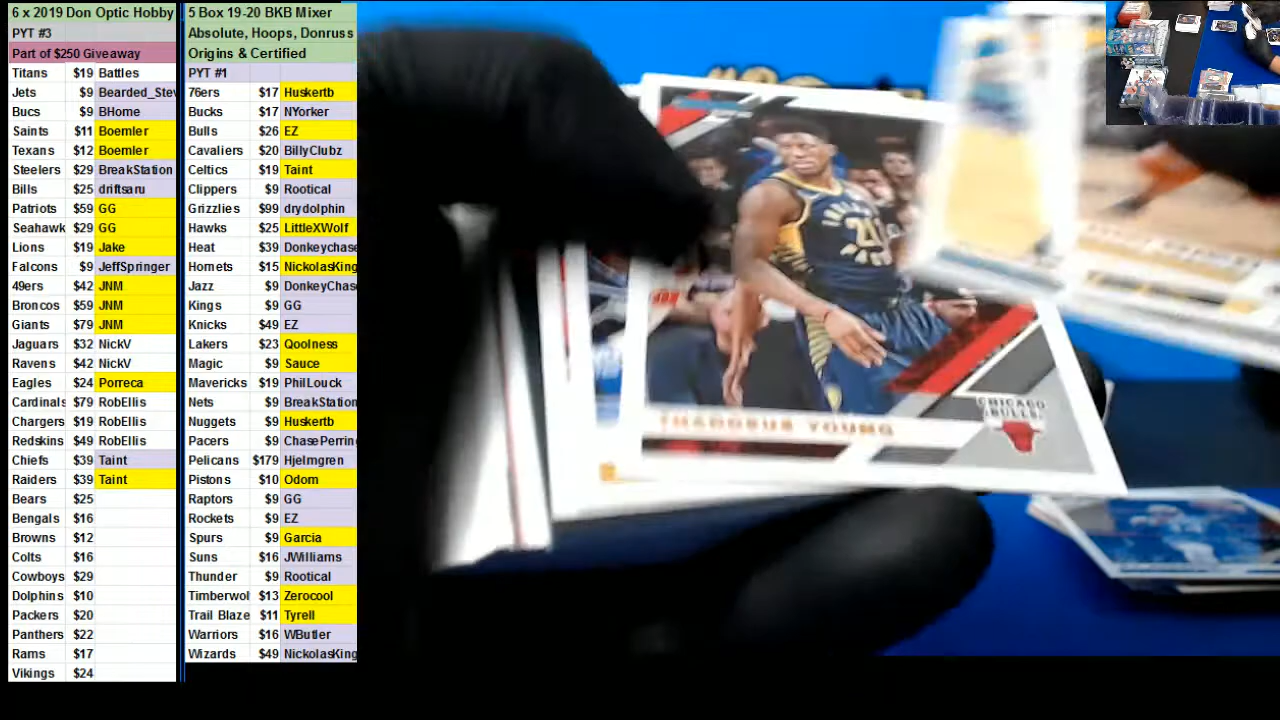 6 x 2019 Don Optic Hobby
PYT #3
Part of $250 Giveaway
Titans $19 Battles
Jets $9 Bearded_Stev
Bucs $9 BHome
Saints $11 Boemler
Texans $12 Boemler
Steelers $29 BreakStation
Bills $25 driftsaru
Patriots $59 GG
Seahawk $29 GG
Lions $19 Jake
Falcons $9 JeffSpringer
49ers $42 JNM
Broncos $59 JNM
Giants $79 JNM
Jaguars $32 NickV
Ravens $42 NickV
Eagles $24 Porreca
Cardinals $79 RobEllis
Chargers $19 RobEllis
Redskins $49 RobEllis
Chiefs $39 Taint
Raiders $39 Taint
Bears $25
Bengals $16
Browns $12
Colts $16
Cowboys $29
Dolphins $10
Packers $20
Panthers $22
Rams $17
Vikings $24
5 Box 19-20 BKB Mixer
Absolute, Hoops, Donruss
Origins & Certified
PYT #1
76ers $17 Huskertb
Bucks $17 NYorker
Bulls $26 EZ
Cavaliers $20 BillyClubz
Celtics $19 Taint
Clippers $9 Rootical
Grizzlies $99 drydolphin
Hawks $25 LittleXWolf
Heat $39 Donkeychase
Hornets $15 NickolasKing
Jazz $9 DonkeyChase
Kings $9 GG
Knicks $49 EZ
Lakers $23 Qoolness
Magic $9 Sauce
Mavericks $19 PhilLouck
Nets $9 BreakStation
Nuggets $9 Huskertb
Pacers $9 ChasePerrin
Pelicans $179 Hjelmgren
Pistons $10 Odom
Raptors $9 GG
Rockets $9 EZ
Spurs $9 Garcia
Suns $16 JWilliams
Thunder $9 Rootical
Timberwol $13 Zerocool
Trail Blaze $11 Tyrell
Warriors $16 WButler
Wizards $49 NickolasKing
INDIANA
21
THADDEUS YOUNG
CHICAGO
BULLS